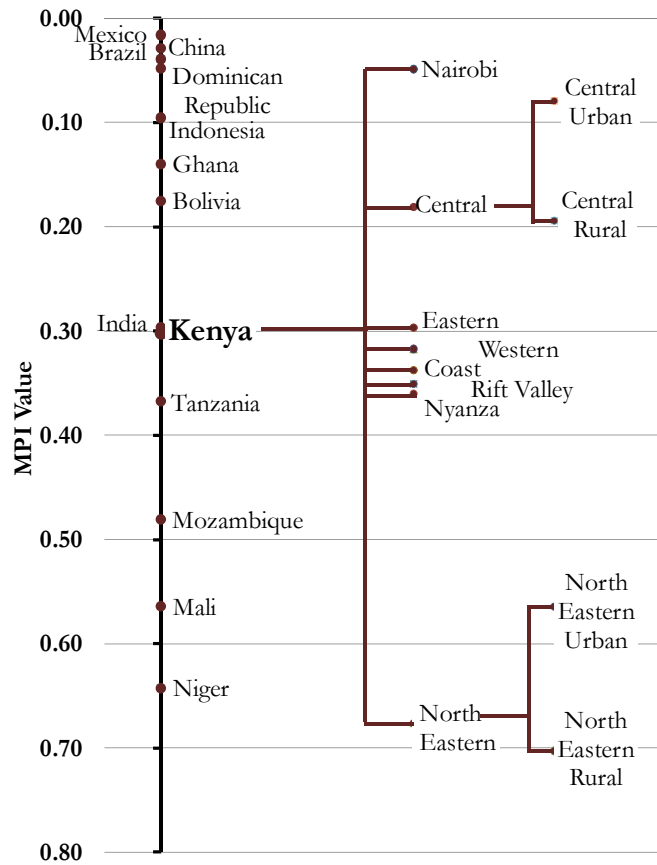 0.00
Mexico
Brazil
China
Dominican
Republic
Nairobi
Central
Urban
0.10
Indonesia
Ghana
Bolivia
Central
Central
Rural
0.20
India
Kenya
Eastern
0.30
Western
Coast
Rift Valley
Nyanza
Tanzania
MPI Value
0.40
Mozambique
0.50
Mali
North
Eastern
Urban
0.60
Niger
North
Eastern
North
Eastern
Rural
0.70
0.80